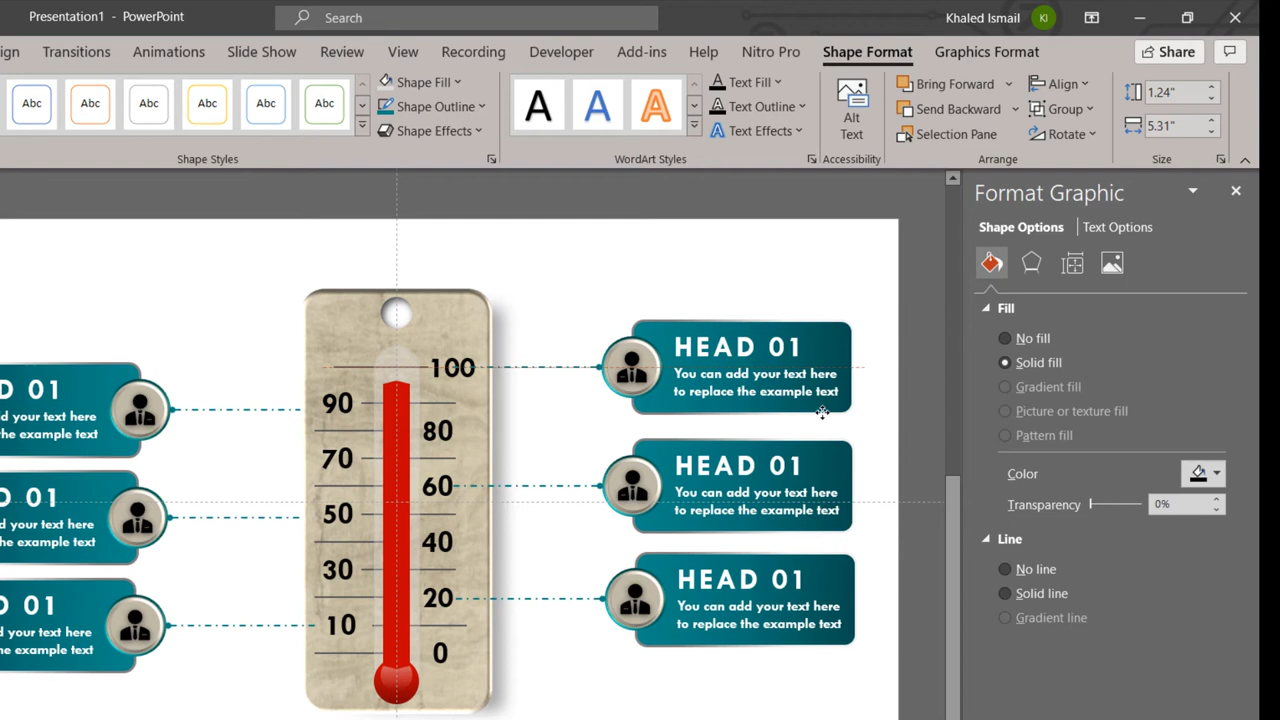 Presentation1 - PowerPoint
Search
Khaled Ismail
KI
Transitions
Animations
Slide Show
Review
View
Recording
Developer
Add-ins
Help
Nitro Pro
Shape Format
Graphics Format
Share
Abc
Abc
Abc
Abc
Abc
Abc
Shape Fill
Shape Outline
Shape Effects
Shape Styles
A
A
A
Text Fill
Text Outline
Text Effects
WordArt Styles
Alt
Text
Accessibility
Bring Forward
Send Backward
Selection Pane
Align
Group
Rotate
Arrange
1.24"
5.31"
Size
D 01
dd your text here
the example text
D 01
dd your text here
the example text
D 01
dd your text here
the example text
100
90
80
70
60
50
40
30
20
10
0
HEAD 01
You can add your text here
to replace the example text
HEAD 01
You can add your text here
to replace the example text
HEAD 01
You can add your text here
to replace the example text
Format Graphic
Shape Options
Text Options
Fill
No fill
Solid fill
Gradient fill
Picture or texture fill
Pattern fill
Color
Transparency
0%
Line
No line
Solid line
Gradient line